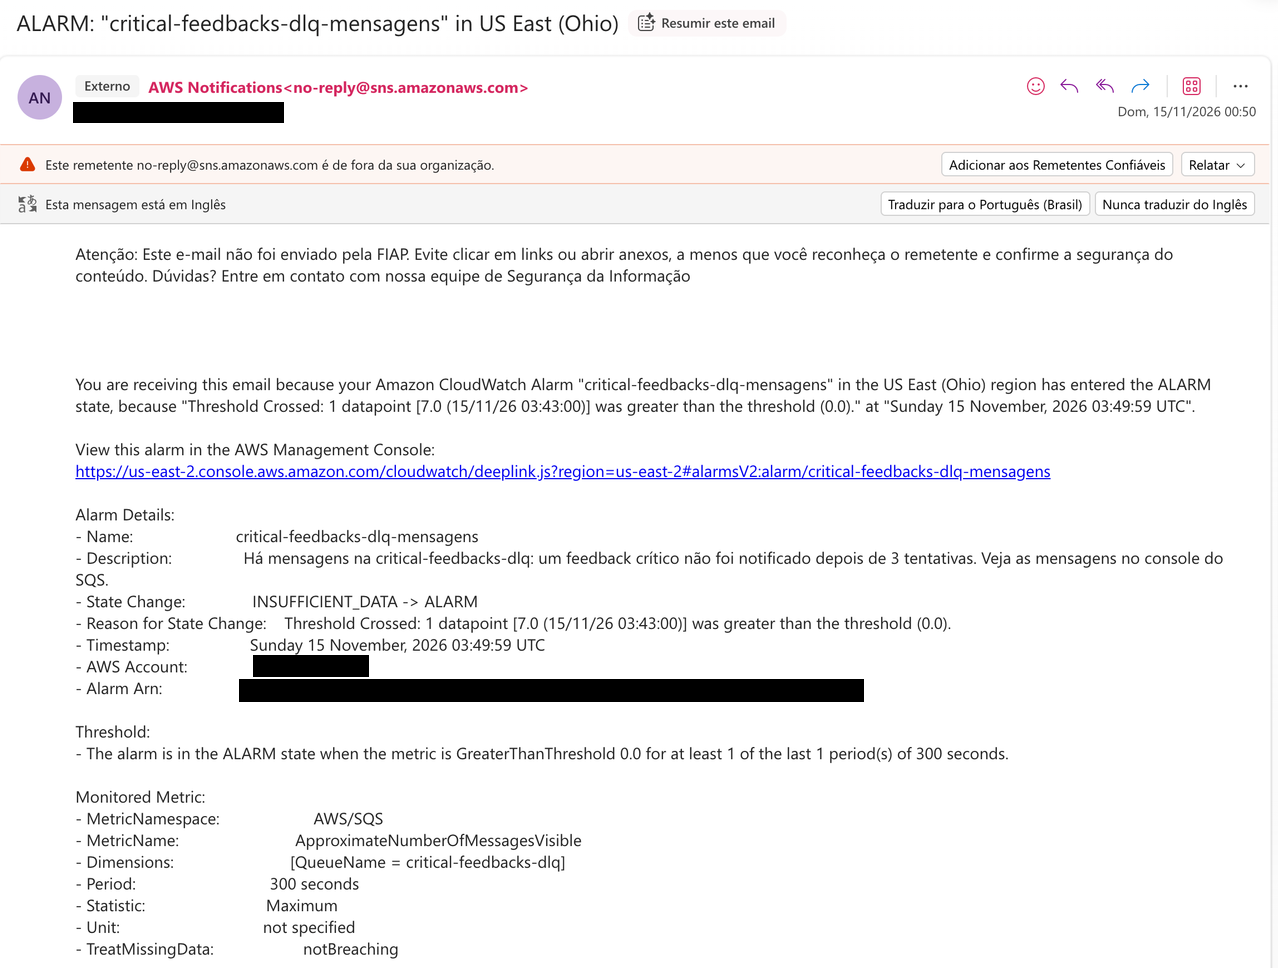 ALARM: "critical-feedbacks-dlq-mensagens" in US East (Ohio) Resumir este email
AN
Externo AWS Notifications<no-reply@sns.amazonaws.com>
Dom, 15/11/2026 00:50
Este remetente no-reply@sns.amazonaws.com é de fora da sua organização. Adicionar aos Remetentes Confiáveis Relatar
Esta mensagem está em Inglês Traduzir para o Português (Brasil) Nunca traduzir do Inglês
Atenção: Este e-mail não foi enviado pela FIAP. Evite clicar em links ou abrir anexos, a menos que você reconheça o remetente e confirme a segurança do
conteúdo. Dúvidas? Entre em contato com nossa equipe de Segurança da Informação
You are receiving this email because your Amazon CloudWatch Alarm "critical-feedbacks-dlq-mensagens" in the US East (Ohio) region has entered the ALARM
state, because "Threshold Crossed: 1 datapoint [7.0 (15/11/26 03:43:00)] was greater than the threshold (0.0)." at "Sunday 15 November, 2026 03:49:59 UTC".
View this alarm in the AWS Management Console:
https://us-east-2.console.aws.amazon.com/cloudwatch/deeplink.js?region=us-east-2#alarmsV2:alarm/critical-feedbacks-dlq-mensagens
Alarm Details:
- Name: critical-feedbacks-dlq-mensagens
- Description: Há mensagens na critical-feedbacks-dlq: um feedback crítico não foi notificado depois de 3 tentativas. Veja as mensagens no console do
SQS.
- State Change: INSUFFICIENT_DATA -> ALARM
- Reason for State Change: Threshold Crossed: 1 datapoint [7.0 (15/11/26 03:43:00)] was greater than the threshold (0.0).
- Timestamp: Sunday 15 November, 2026 03:49:59 UTC
- AWS Account:
- Alarm Arn:
Threshold:
- The alarm is in the ALARM state when the metric is GreaterThanThreshold 0.0 for at least 1 of the last 1 period(s) of 300 seconds.
Monitored Metric:
- MetricNamespace: AWS/SQS
- MetricName: ApproximateNumberOfMessagesVisible
- Dimensions: [QueueName = critical-feedbacks-dlq]
- Period: 300 seconds
- Statistic: Maximum
- Unit: not specified
- TreatMissingData: notBreaching